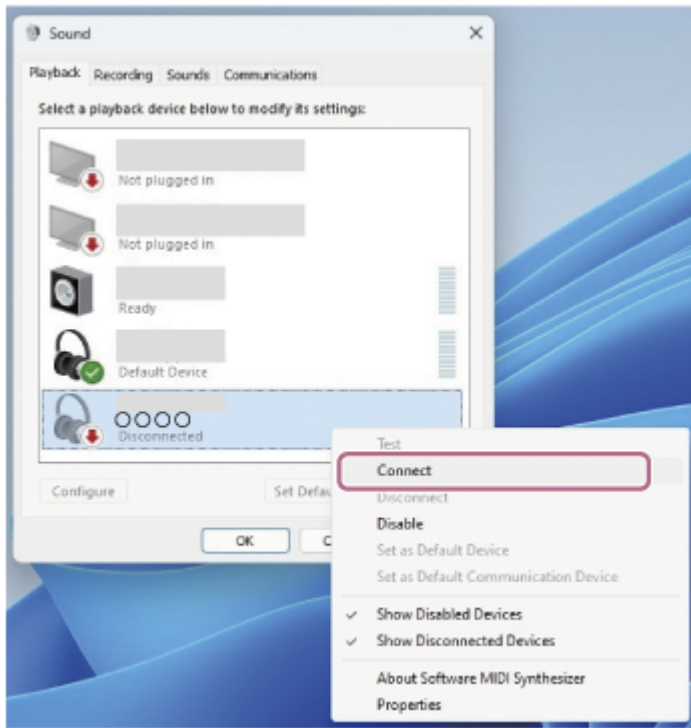 Sound
Playback Recording Sounds Communications
Select a playback device below to modify its settings:
Not plugged in
Not plugged in
Ready
Default Device
○○○○
Disconnected
Configure
Set Defau
OK
C
Test
Connect
Disconnect
Disable
Set as Default Device
Set as Default Communication Device
✓ Show Disabled Devices
✓ Show Disconnected Devices
About Software MIDI Synthesizer
Properties